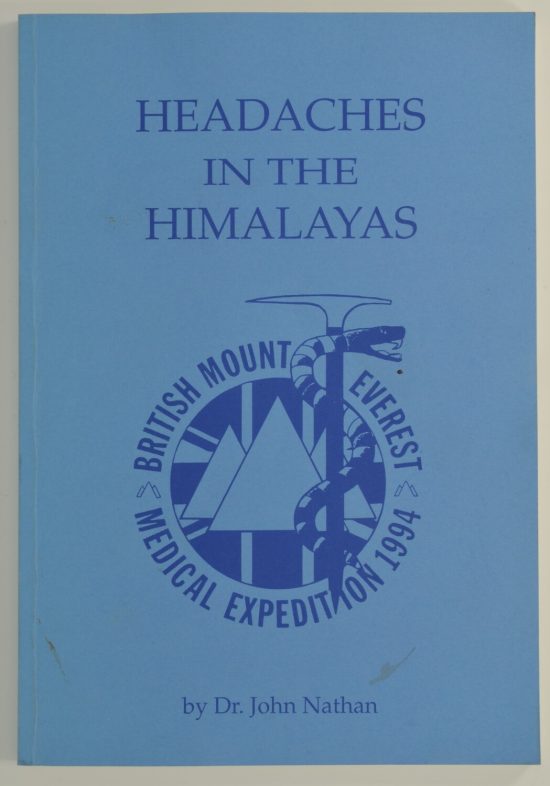 HEADACHES
IN THE
HIMALAYAS
BRITISH MOUNT EVEREST
MEDICAL EXPEDITION 1994
by Dr. John Nathan